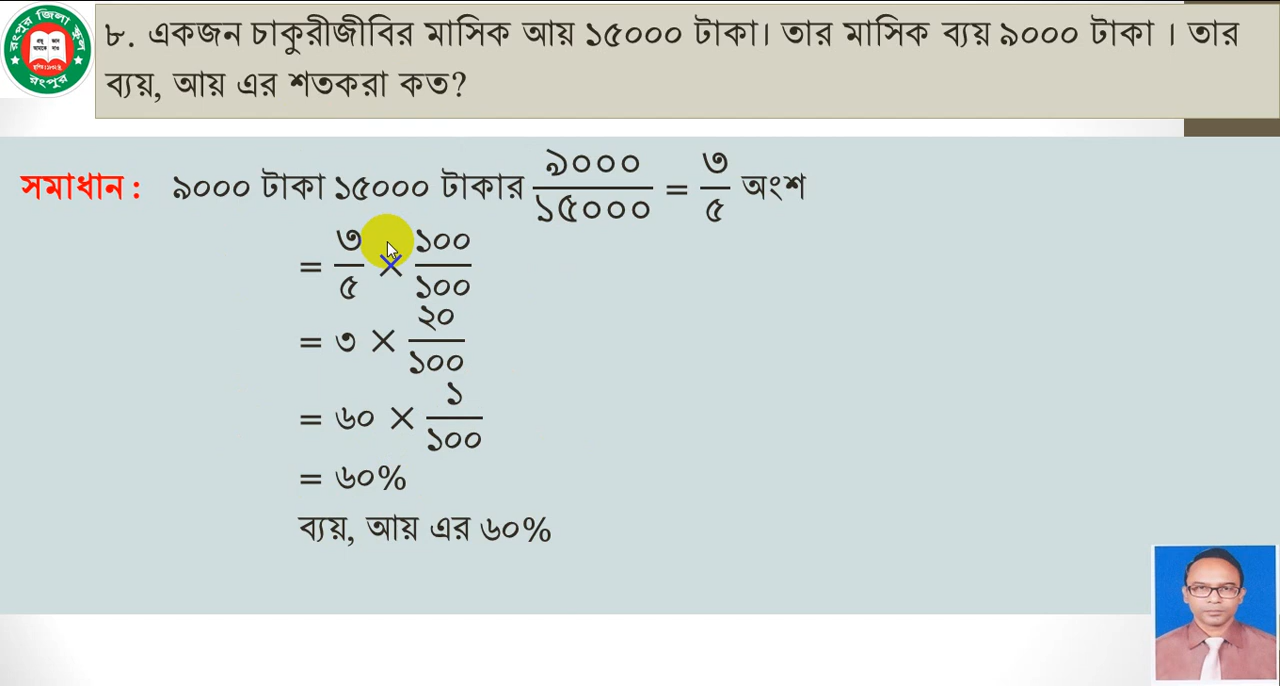 রংপুর জিলা স্কুল
রংপুর
৮. একজন চাকুরীজীবির মাসিক আয় ১৫০০০ টাকা। তার মাসিক ব্যয় ৯০০০ টাকা । তার
ব্যয়, আয় এর শতকরা কত?
সমাধান : ৯০০০ টাকা ১৫০০০ টাকার ৯০০০/১৫০০০ = ৩/৫ অংশ
= ৩/৫ × ১০০/১০০
= ৩ × ২০/১০০
= ৬০ × ১/১০০
= ৬০%
ব্যয়, আয় এর ৬০%